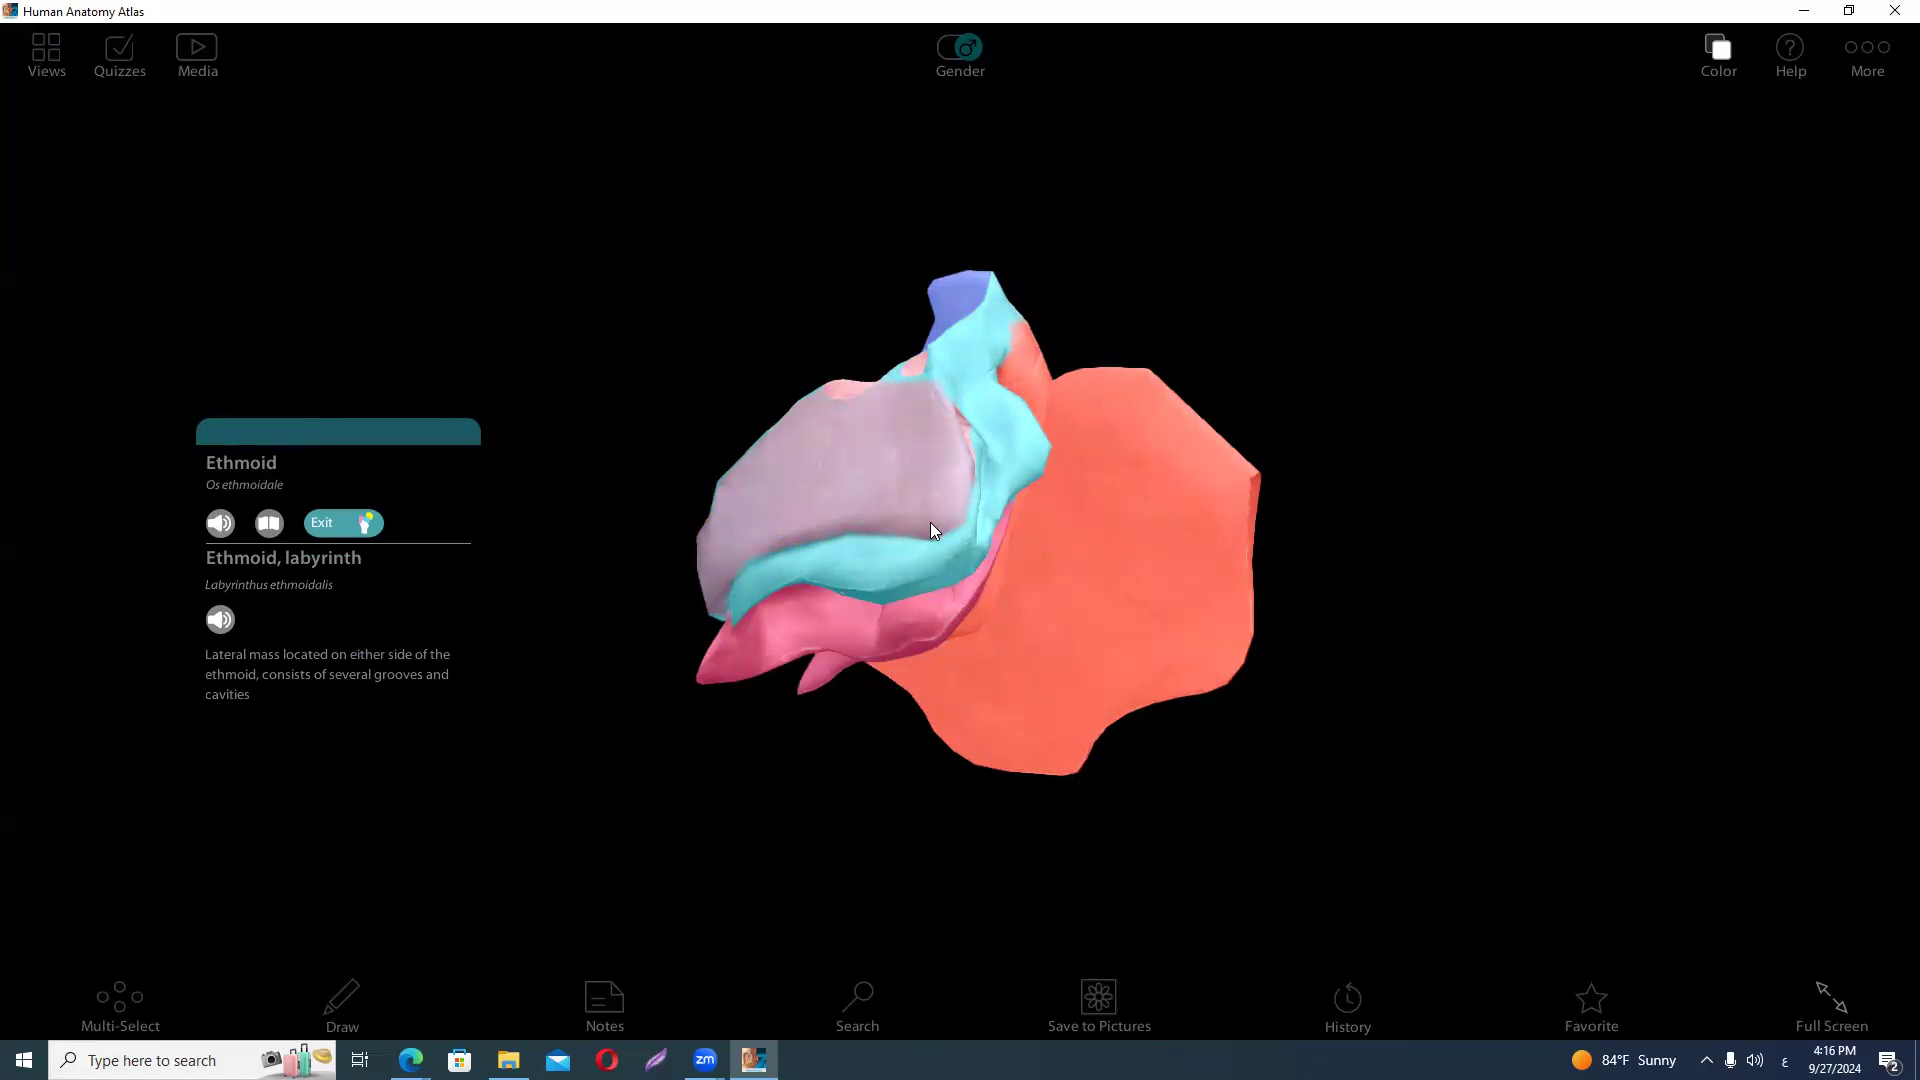 Human Anatomy Atlas
Views
Quizzes
Media
Gender
Color
Help
More
Ethmoid
Os ethmoidale
Exit
Ethmoid, labyrinth
Labyrinthus ethmoidalis
Lateral mass located on either side of the
ethmoid, consists of several grooves and
cavities
Multi-Select
Draw
Notes
Search
Save to Pictures
History
Favorite
Full Screen
Type here to search
zm
84°F Sunny
ع
4:16 PM
9/27/2024
2